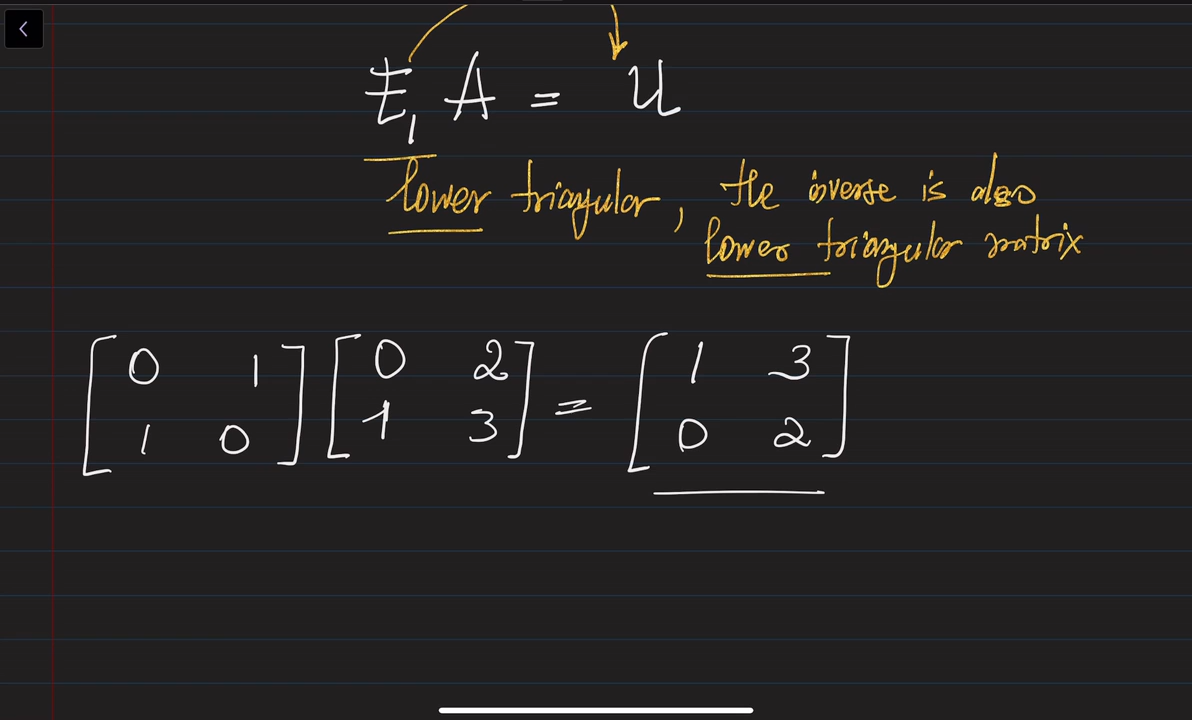 E₁ A = U
lower triangular, the inverse is also
lower triangular matrix
[0 1] [0 2] = [1 3]
[1 0] [1 3] [0 2]